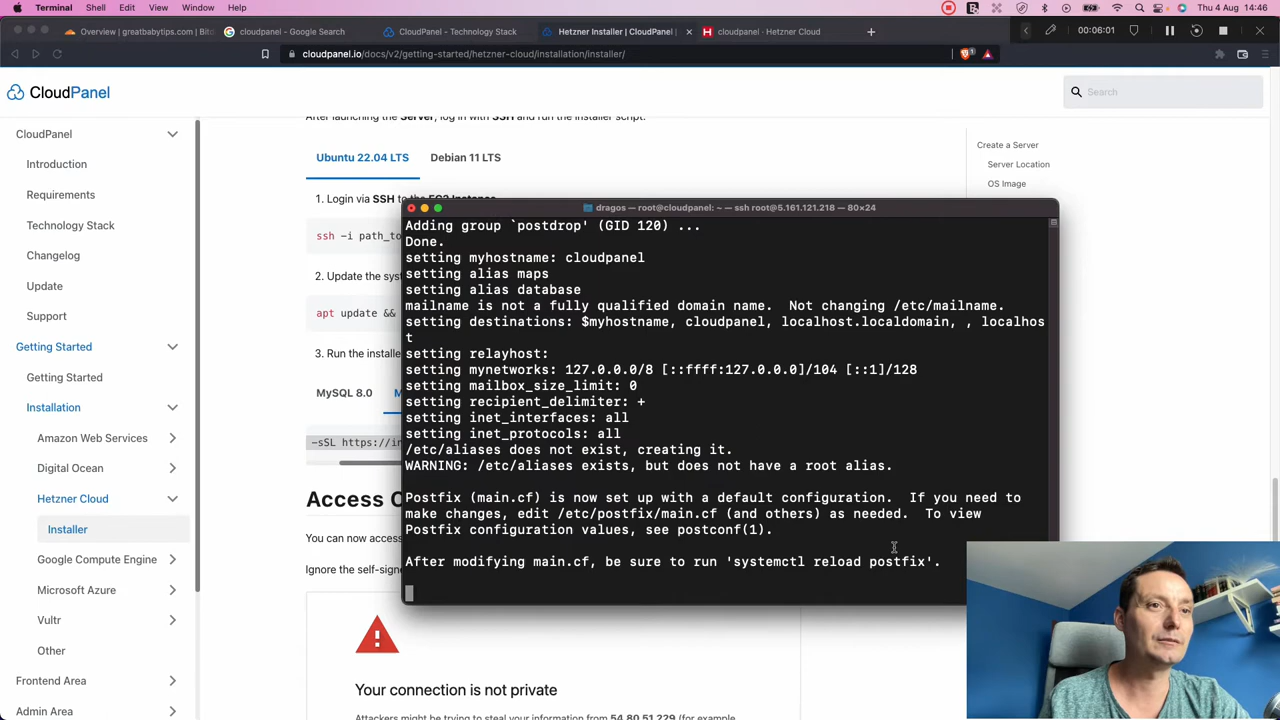 Terminal Shell Edit View Window Help
Thu 4 Aug 14:46
Overview | greatbabytips.com | Bitd
cloudpanel - Google Search
CloudPanel - Technology Stack
Hetzner Installer | CloudPanel |
cloudpanel · Hetzner Cloud
00:06:01
cloudpanel.io/docs/v2/getting-started/hetzner-cloud/installation/installer/
CloudPanel
Search
CloudPanel
Introduction
Requirements
Technology Stack
Changelog
Update
Support
Getting Started
Getting Started
Installation
Amazon Web Services
Digital Ocean
Hetzner Cloud
Installer
Google Compute Engine
Microsoft Azure
Vultr
Other
Frontend Area
Admin Area
After launching the Server, log in with SSH and run the installer script.
Ubuntu 22.04 LTS
Debian 11 LTS
1. Login via SSH to the EC2 Instance.
ssh -i path_to
2. Update the syst
apt update &&
3. Run the installe
MySQL 8.0
-sSL https://in
Access C
You can now access
Ignore the self-signe
Your connection is not private
Attackers might be trying to steal your information from 54.80.51.229 (for example
Create a Server
Server Location
OS Image
dragos — root@cloudpanel: ~ — ssh root@5.161.121.218 — 80×24
Adding group `postdrop' (GID 120) ...
Done.
setting myhostname: cloudpanel
setting alias maps
setting alias database
mailname is not a fully qualified domain name.  Not changing /etc/mailname.
setting destinations: $myhostname, cloudpanel, localhost.localdomain, , localhos
t
setting relayhost:
setting mynetworks: 127.0.0.0/8 [::ffff:127.0.0.0]/104 [::1]/128
setting mailbox_size_limit: 0
setting recipient_delimiter: +
setting inet_interfaces: all
setting inet_protocols: all
/etc/aliases does not exist, creating it.
WARNING: /etc/aliases exists, but does not have a root alias.
Postfix (main.cf) is now set up with a default configuration.  If you need to
make changes, edit /etc/postfix/main.cf (and others) as needed.  To view
Postfix configuration values, see postconf(1).
After modifying main.cf, be sure to run 'systemctl reload postfix'.